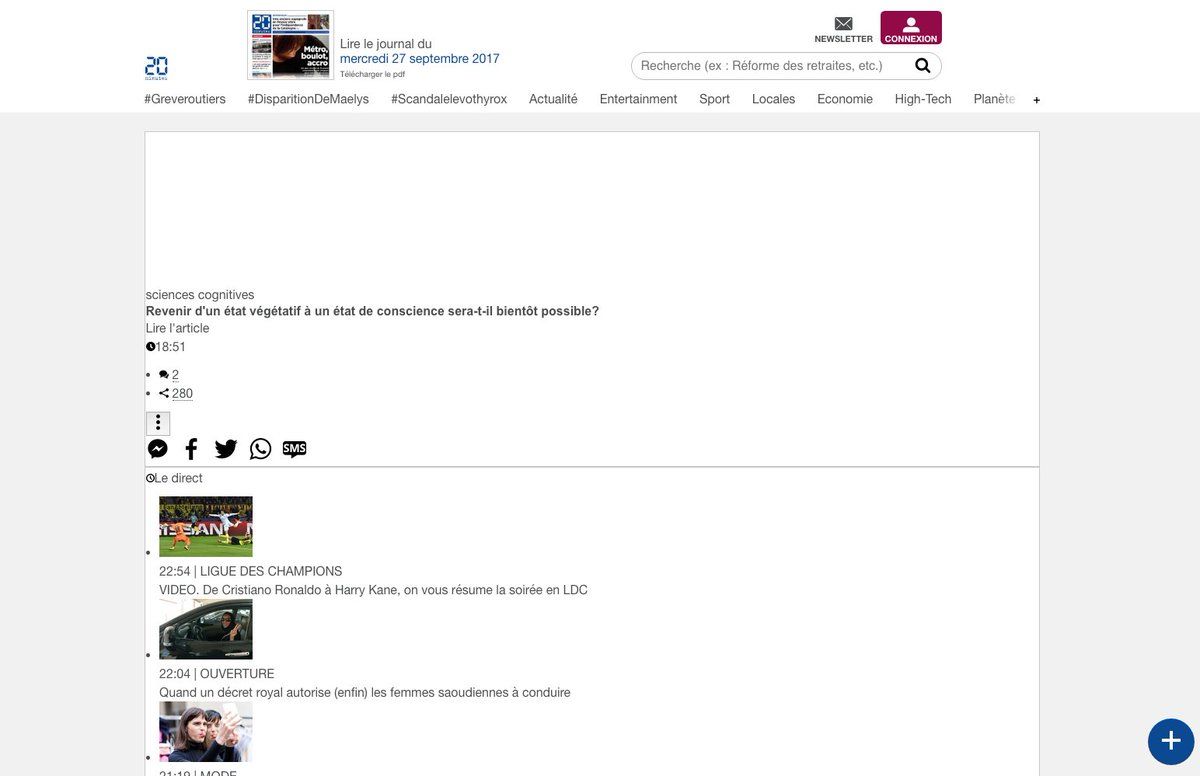 20
minutes
Métro,
boulot,
accro
Lire le journal du
mercredi 27 septembre 2017
Télécharger le pdf
NEWSLETTER
CONNEXION
Rechercher (ex : Réforme des retraites, etc.)
#Greveroutiers #DisparitionDeMaelys #Scandalelevothyrox Actualité Entertainment Sport Locales Economie High-Tech Planète +
sciences cognitives
Revenir d'un état végétatif à un état de conscience sera-t-il bientôt possible?
Lire l'article
18:51
2
280
SMS
Le direct
22:54 | LIGUE DES CHAMPIONS
VIDEO. De Cristiano Ronaldo à Harry Kane, on vous résume la soirée en LDC
22:04 | OUVERTURE
Quand un décret royal autorise (enfin) les femmes saoudiennes à conduire
21:19 | MODE